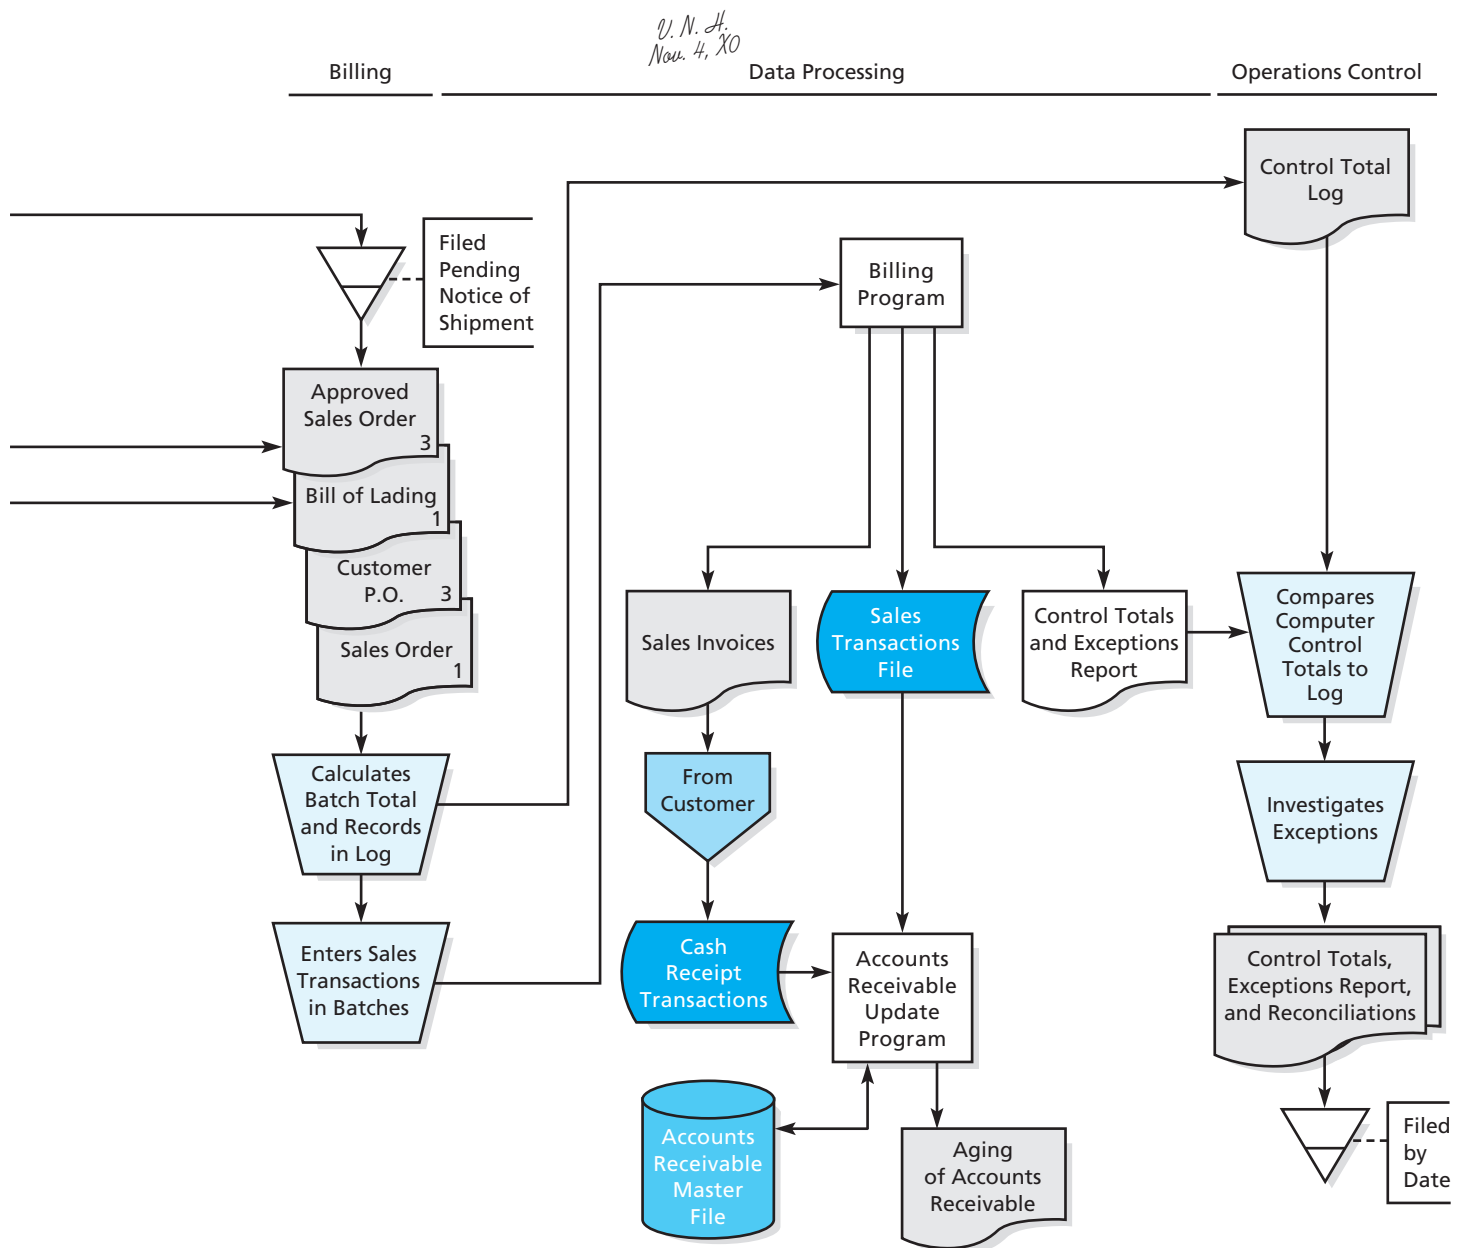 V. N. H.
Nov. 4, X0
Billing
Data Processing
Operations Control
Control Total
Log
Filed
Pending
Notice of
Shipment
Billing
Program
Approved
Sales Order
3
Bill of Lading
1
Customer
P.O.
3
Sales Order
1
Sales Invoices
Sales
Transactions
File
Control Totals
and Exceptions
Report
Compares
Computer
Control
Totals to
Log
Calculates
Batch Total
and Records
in Log
From
Customer
Investigates
Exceptions
Enters Sales
Transactions
in Batches
Cash
Receipt
Transactions
Accounts
Receivable
Update
Program
Control Totals,
Exceptions Report,
and Reconciliations
Accounts
Receivable
Master
File
Aging
of Accounts
Receivable
Filed
by
Date